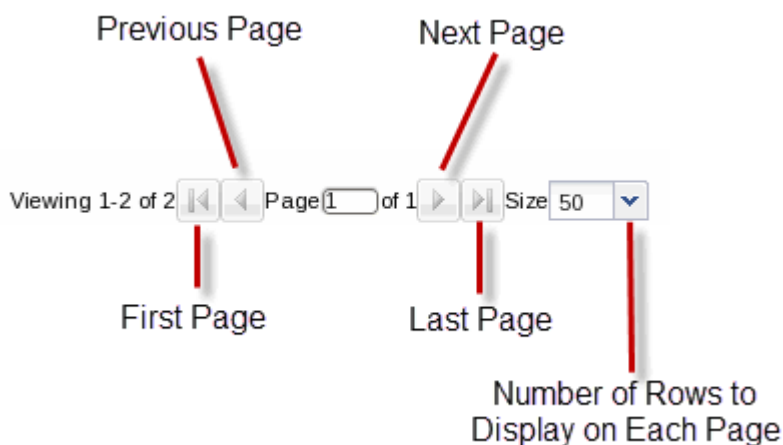 Previous Page
Next Page
Viewing 1-2 of 2 Page 1 of 1 Size 50
First Page
Last Page
Number of Rows to
Display on Each Page